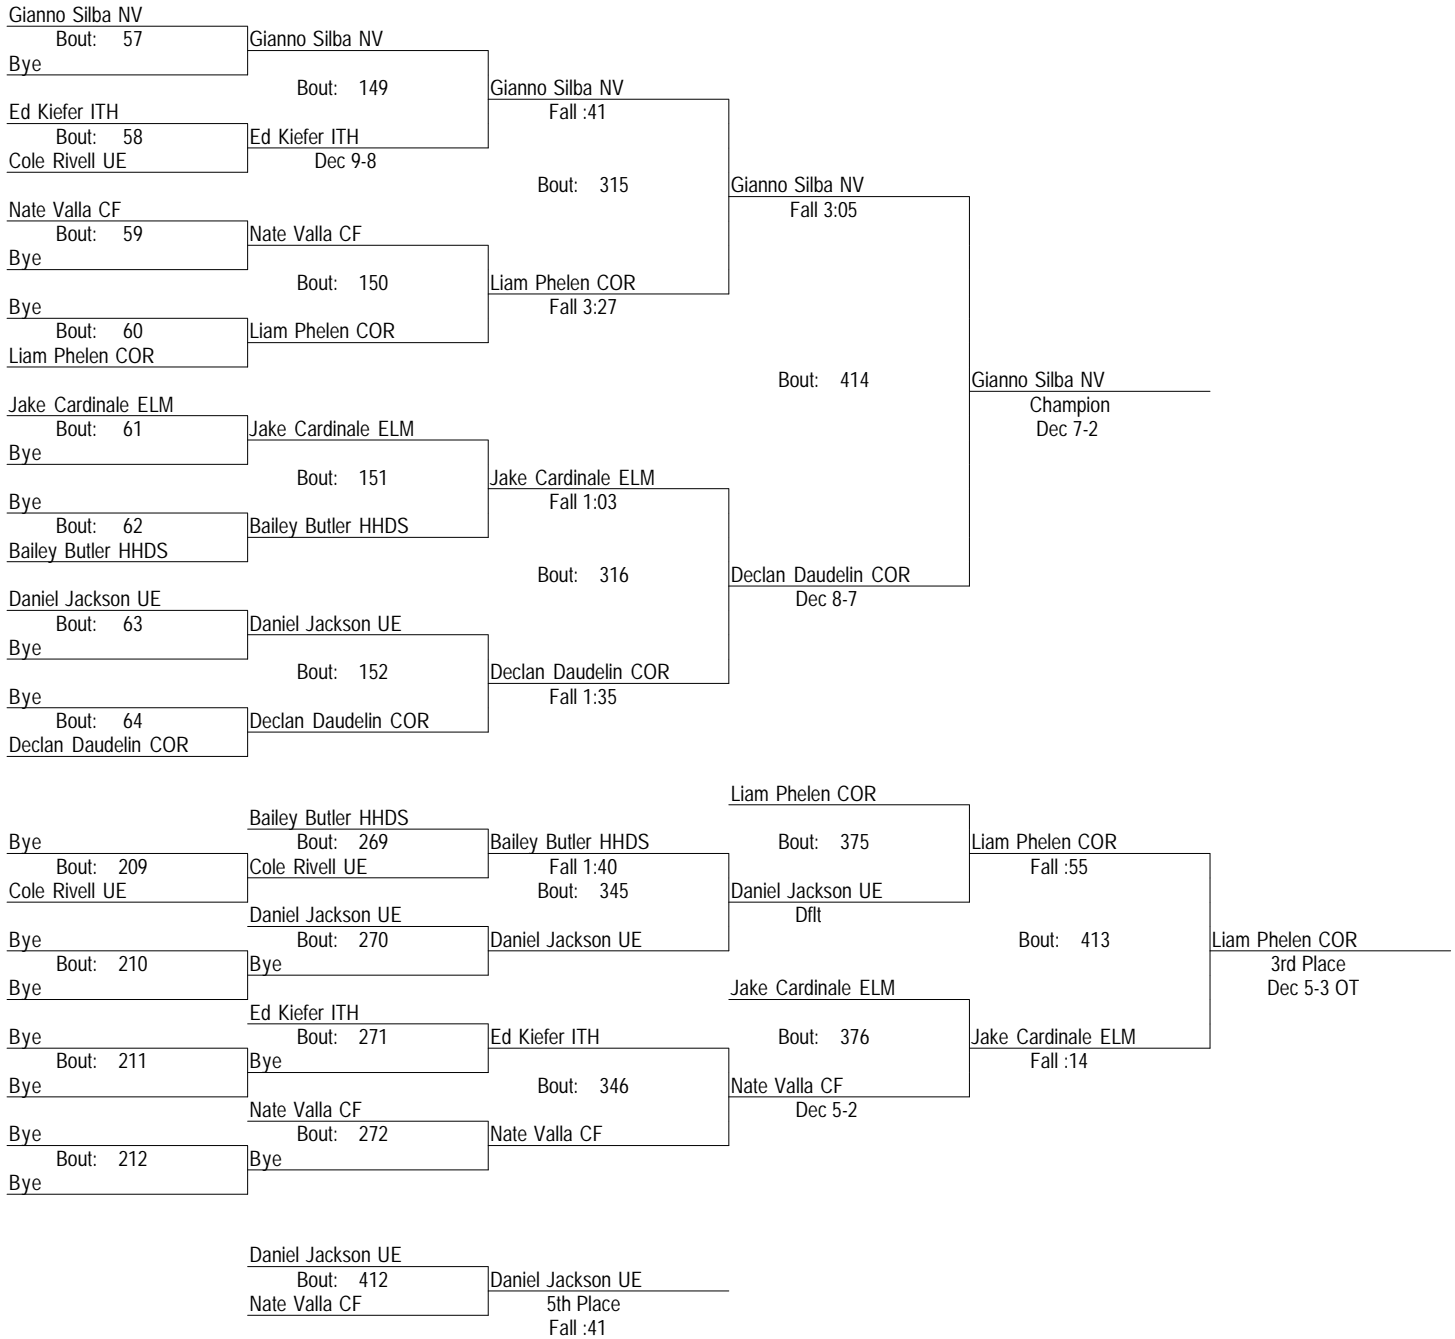 Gianno Silba NV
Bout: 57
Gianno Silba NV
Bye
Bout: 149
Gianno Silba NV
Ed Kiefer ITH
Fall :41
Bout: 58
Ed Kiefer ITH
Cole Rivell UE
Dec 9-8
Bout: 315
Gianno Silba NV
Nate Valla CF
Fall 3:05
Bout: 59
Nate Valla CF
Bye
Bout: 150
Liam Phelen COR
Bye
Fall 3:27
Bout: 60
Liam Phelen COR
Liam Phelen COR
Bout: 414
Gianno Silba NV
Jake Cardinale ELM
Champion
Bout: 61
Jake Cardinale ELM
Dec 7-2
Bye
Bout: 151
Jake Cardinale ELM
Bye
Fall 1:03
Bout: 62
Bailey Butler HHDS
Bailey Butler HHDS
Bout: 316
Declan Daudelin COR
Daniel Jackson UE
Dec 8-7
Bout: 63
Daniel Jackson UE
Bye
Bout: 152
Declan Daudelin COR
Bye
Fall 1:35
Bout: 64
Declan Daudelin COR
Declan Daudelin COR
Liam Phelen COR
Bailey Butler HHDS
Bye
Bout: 269
Bailey Butler HHDS
Bout: 375
Liam Phelen COR
Bout: 209
Cole Rivell UE
Fall 1:40
Fall :55
Cole Rivell UE
Bout: 345
Daniel Jackson UE
Daniel Jackson UE
Dflt
Bye
Bout: 270
Daniel Jackson UE
Bout: 413
Liam Phelen COR
Bout: 210
Bye
3rd Place
Bye
Jake Cardinale ELM
Dec 5-3 OT
Ed Kiefer ITH
Bye
Bout: 271
Ed Kiefer ITH
Bout: 376
Jake Cardinale ELM
Bout: 211
Bye
Fall :14
Bye
Bout: 346
Nate Valla CF
Nate Valla CF
Dec 5-2
Bye
Bout: 272
Nate Valla CF
Bout: 212
Bye
Bye
Daniel Jackson UE
Bout: 412
Daniel Jackson UE
Nate Valla CF
5th Place
Fall :41